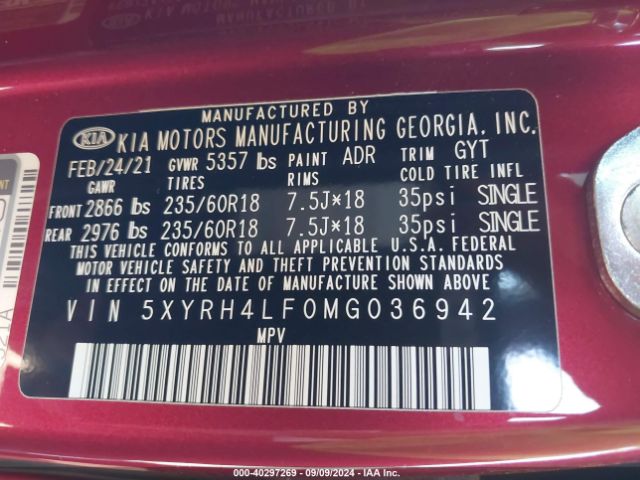 MANUFACTURED BY
KIA KIA MOTORS MANUFACTURING GEORGIA, INC.
FEB/24/21 GVWR 5357 lbs PAINT ADR TRIM GYT
GAWR TIRES RIMS COLD TIRE INFL
FRONT 2866 lbs 235/60R18 7.5J×18 35psi SINGLE
REAR 2976 lbs 235/60R18 7.5J×18 35psi SINGLE
THIS VEHICLE CONFORMS TO ALL APPLICABLE U.S.A. FEDERAL
MOTOR VEHICLE SAFETY AND THEFT PREVENTION STANDARDS
IN EFFECT ON THE DATE OF MANUFACTURE SHOWN ABOVE
VIN 5XYRH4LF0MG036942
MPV
000-40297269 - 09/09/2024 - IAA Inc.